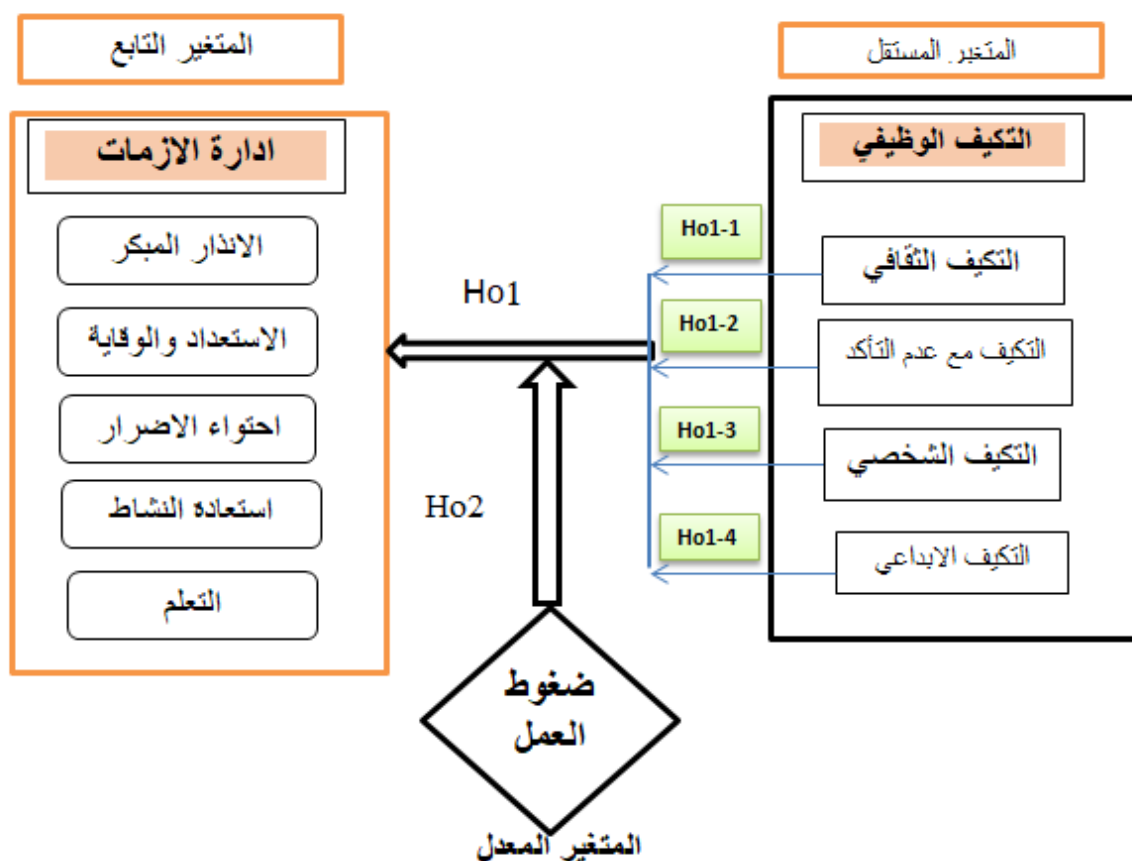 المتغير المستقل
المتغير التابع
التكيف الوظيفي
ادارة الازمات
Ho1-1
التكيف الثقافي
الانذار المبكر
Ho1
Ho1-2
التكيف مع عدم التأكد
الاستعداد والوقاية
Ho1-3
التكيف الشخصي
احتواء الاضرار
Ho2
استعادة النشاط
Ho1-4
التكيف الابداعي
التعلم
ضغوط
العمل
المتغير المعدل